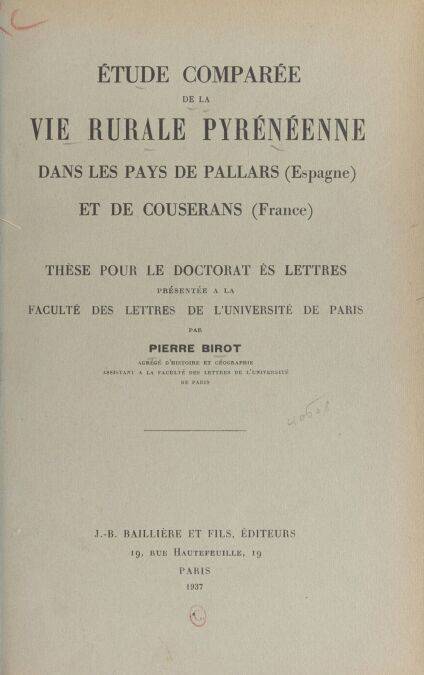 ÉTUDE COMPARÉE
DE LA
VIE RURALE PYRÉNÉENNE
DANS LES PAYS DE PALLARS (Espagne)
ET DE COUSERANS (France)
THÈSE POUR LE DOCTORAT ÈS LETTRES
PRÉSENTÉE A LA
FACULTÉ DES LETTRES DE L'UNIVERSITÉ DE PARIS
PAR
PIERRE BIROT
AGRÉGÉ D'HISTOIRE ET GÉOGRAPHIE
ASSISTANT A LA FACULTÉ DES LETTRES DE L'UNIVERSITÉ
DE PARIS
J.-B. BAILLIÈRE ET FILS, ÉDITEURS
19, RUE HAUTEFEUILLE, 19
PARIS
1937